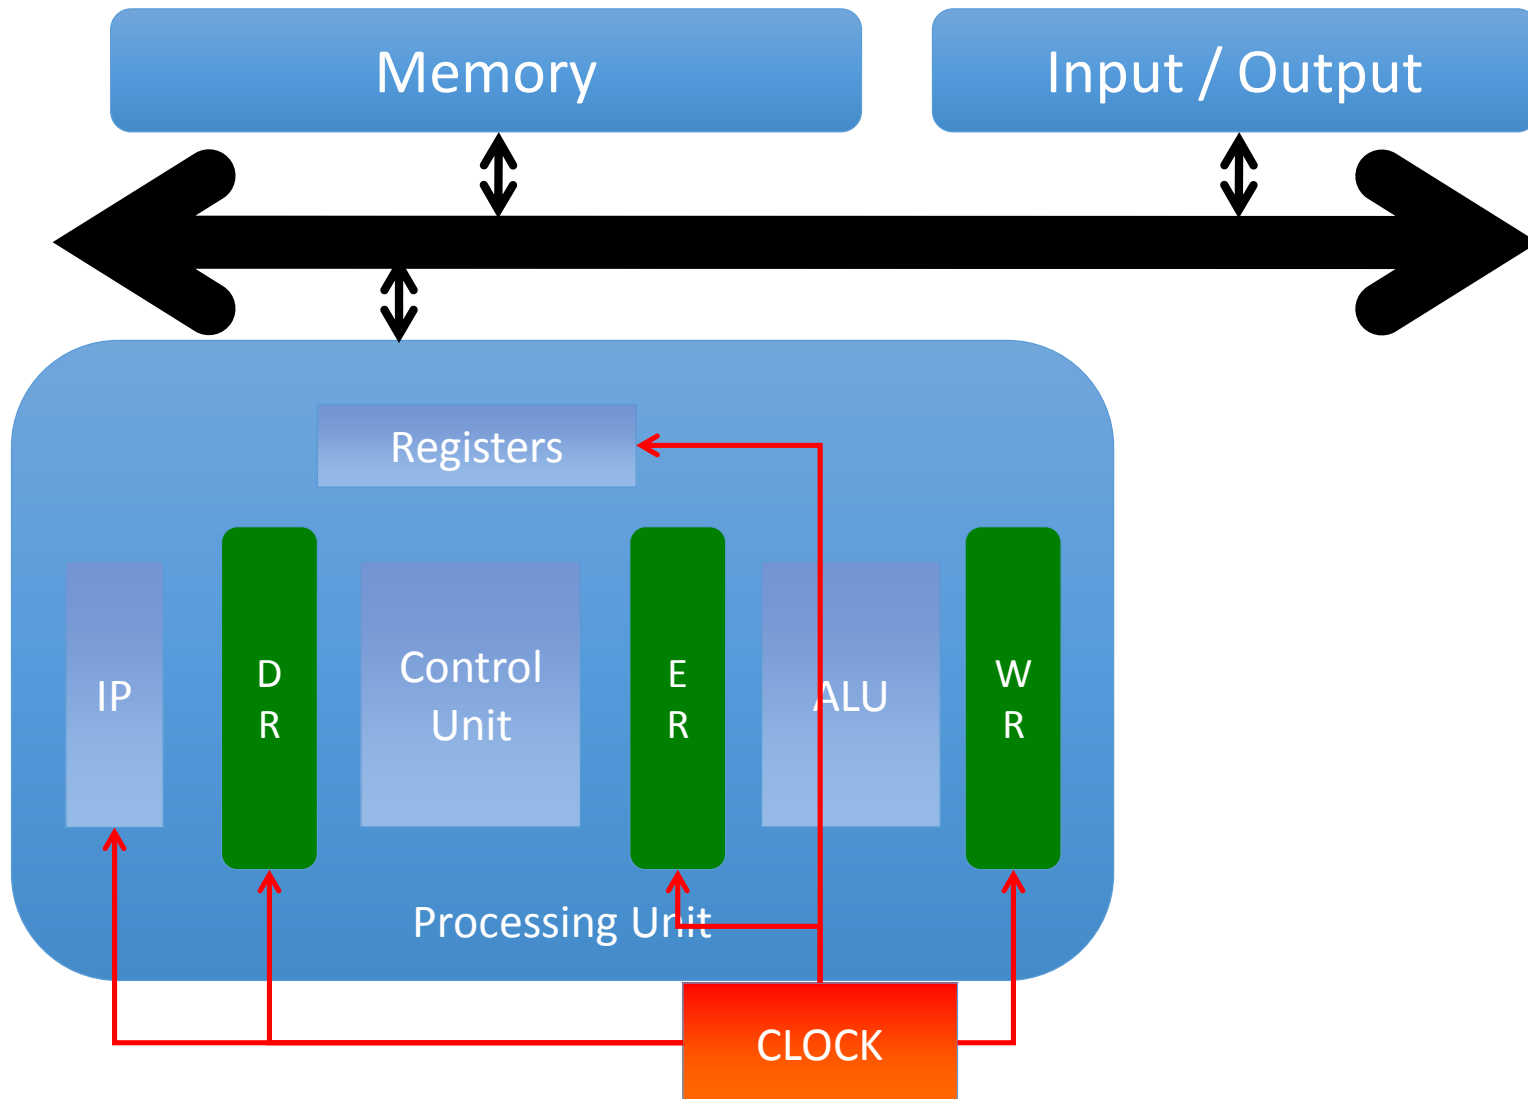 Memory
Input / Output
Registers
IP
D
R
Control
Unit
E
R
ALU
W
R
Processing Unit
CLOCK